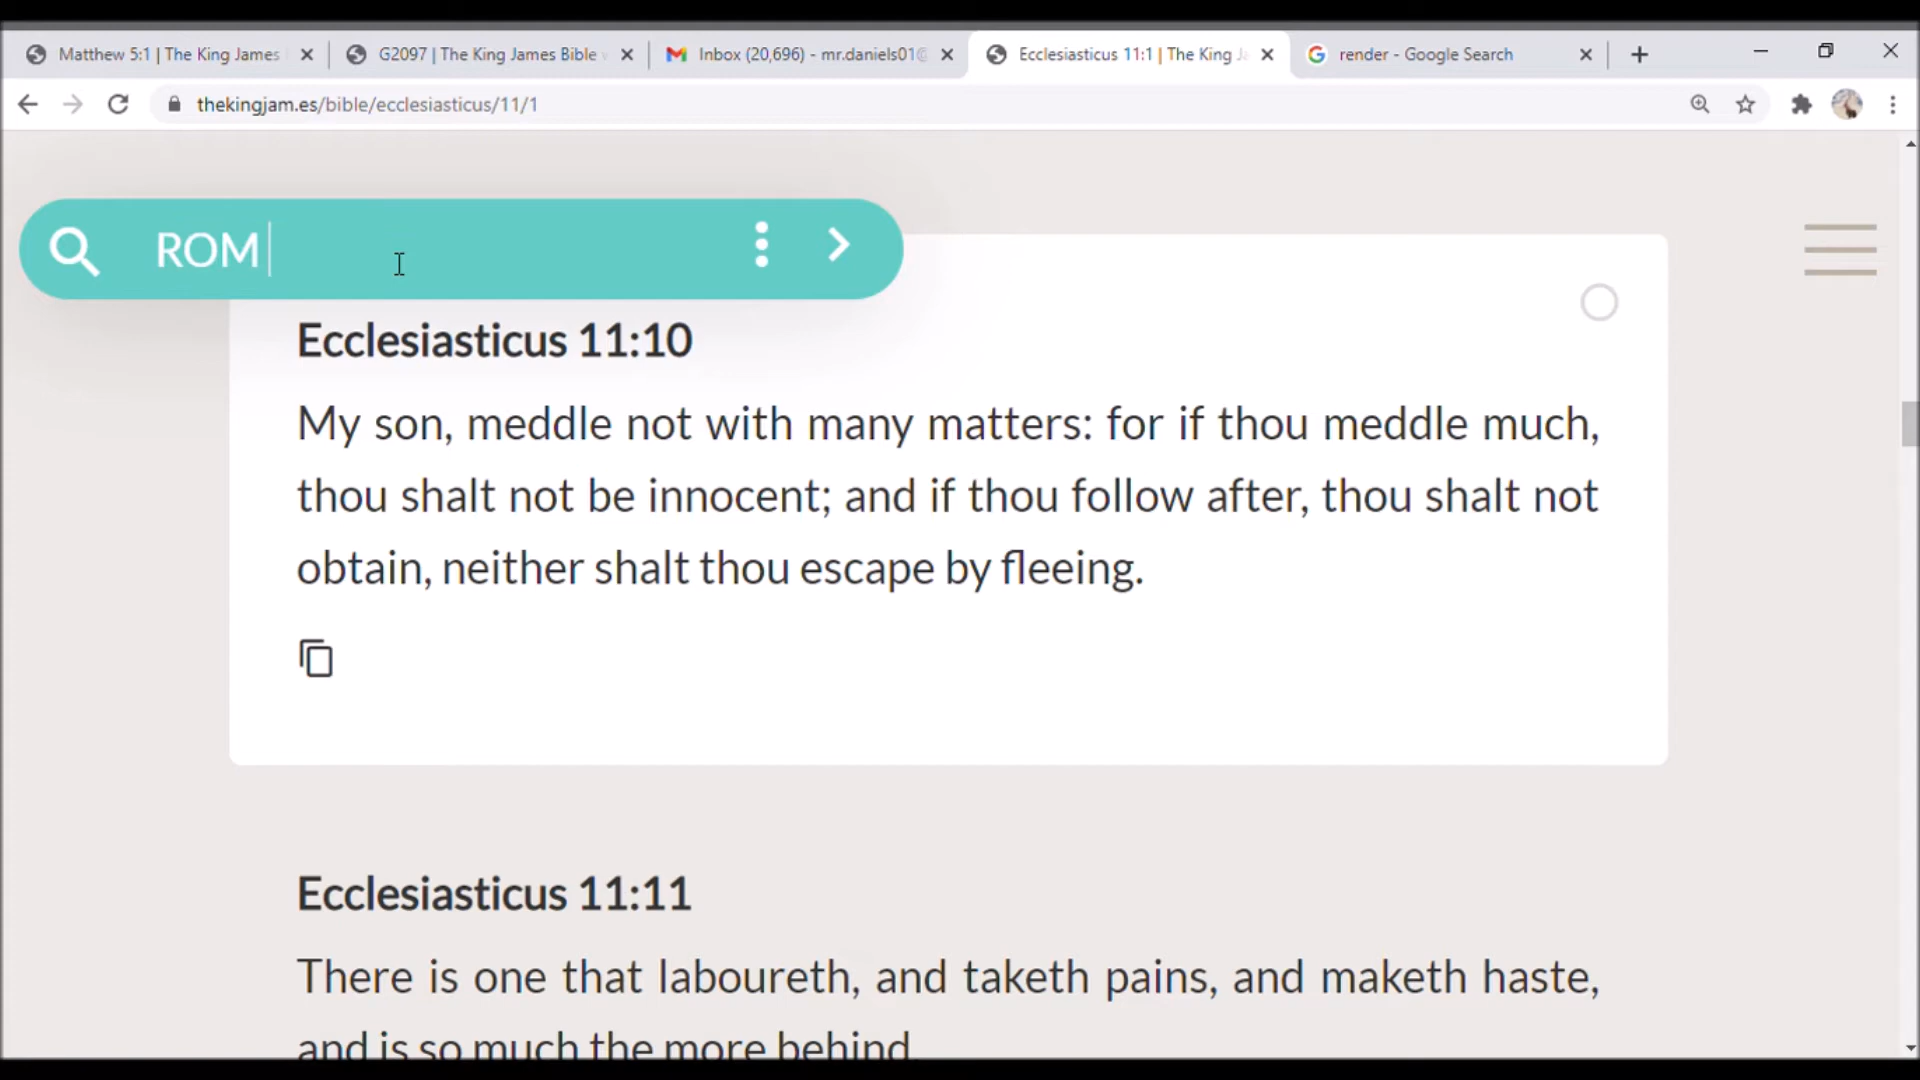 Matthew 5:1 | The King James
G2097 | The King James Bible
Inbox (20,696) - mr.daniels01@
Ecclesiasticus 11:1 | The King Ja
render - Google Search
thekingjam.es/bible/ecclesiasticus/11/1
ROM
Ecclesiasticus 11:10
My son, meddle not with many matters: for if thou meddle much,
thou shalt not be innocent; and if thou follow after, thou shalt not
obtain, neither shalt thou escape by fleeing.
Ecclesiasticus 11:11
There is one that laboureth, and taketh pains, and maketh haste,
and is so much the more behind.